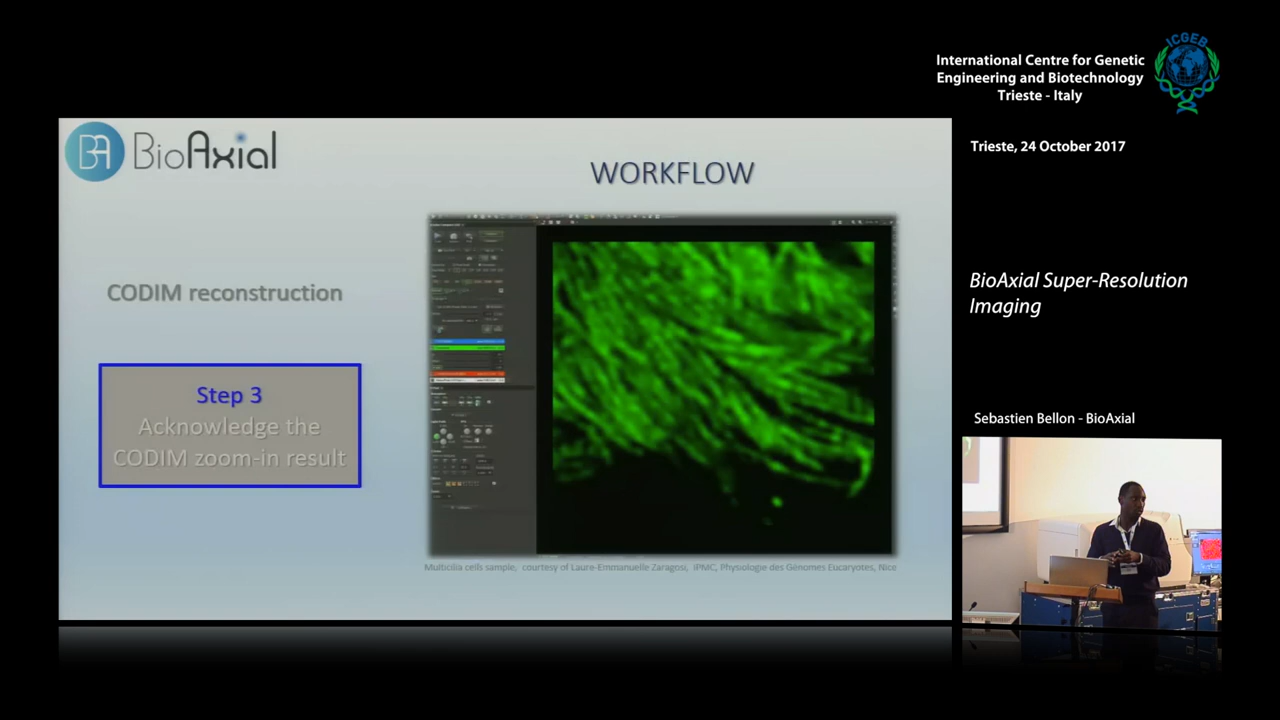 ICGEB
International Centre for Genetic
Engineering and Biotechnology
Trieste - Italy
Trieste, 24 October 2017
BA BioAxial
WORKFLOW
CODIM reconstruction
Step 3
Acknowledge the
CODIM zoom-in result
Multicilia cells sample, courtesy of Laure-Emmanuelle Zaragosi, IPMC, Physiologie des Génomes Eucaryotes, Nice
BioAxial Super-Resolution
Imaging
Sebastien Bellon - BioAxial